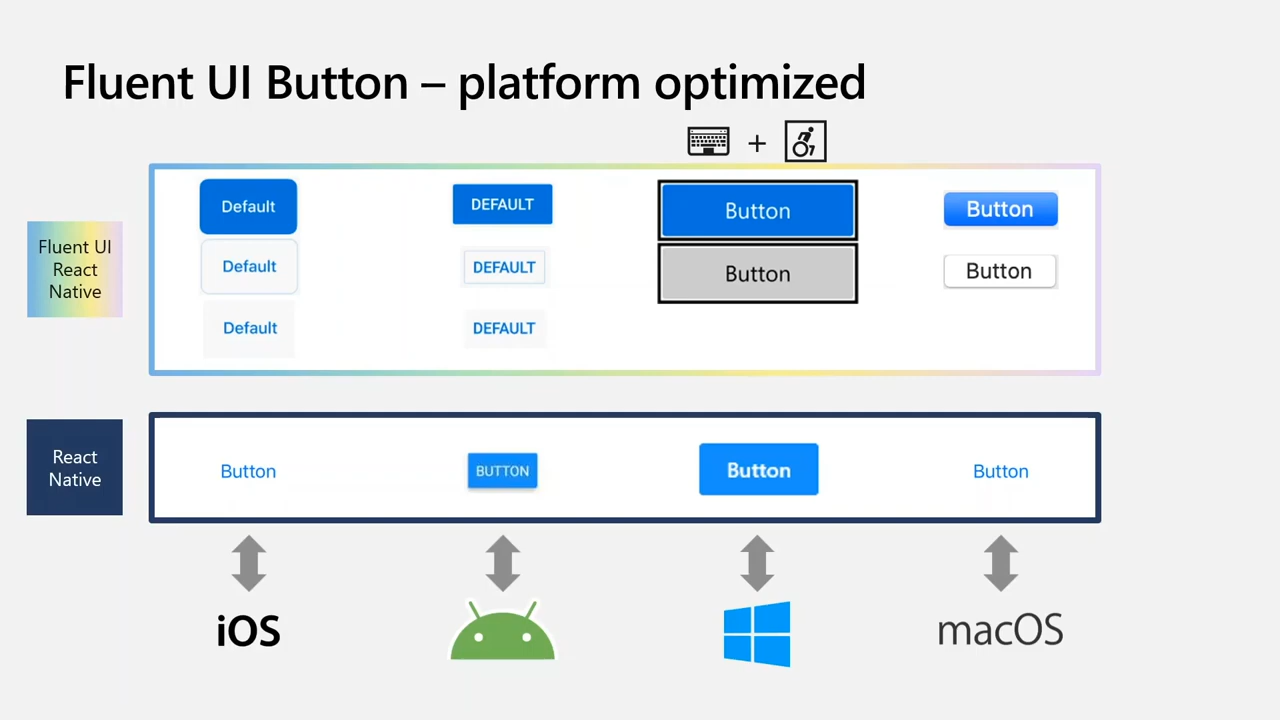 Fluent UI Button – platform optimized
+
Fluent UI
React
Native
Default
DEFAULT
Button
Button
Default
DEFAULT
Button
Button
Default
DEFAULT
React
Native
Button
BUTTON
Button
Button
iOS
macOS